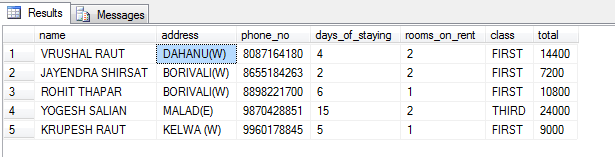 Results Messages
name address phone_no days_of_staying rooms_on_rent class total
1 VRUSHAL RAUT DAHANU(W) 8087164180 4 2 FIRST 14400
2 JAYENDRA SHIRSAT BORIVALI(W) 8655184263 2 2 FIRST 7200
3 ROHIT THAPAR BORIVALI(W) 8898221700 6 1 FIRST 10800
4 YOGESH SALIAN MALAD(E) 9870428851 15 2 THIRD 24000
5 KRUPESH RAUT KELWA (W) 9960178845 5 1 FIRST 9000